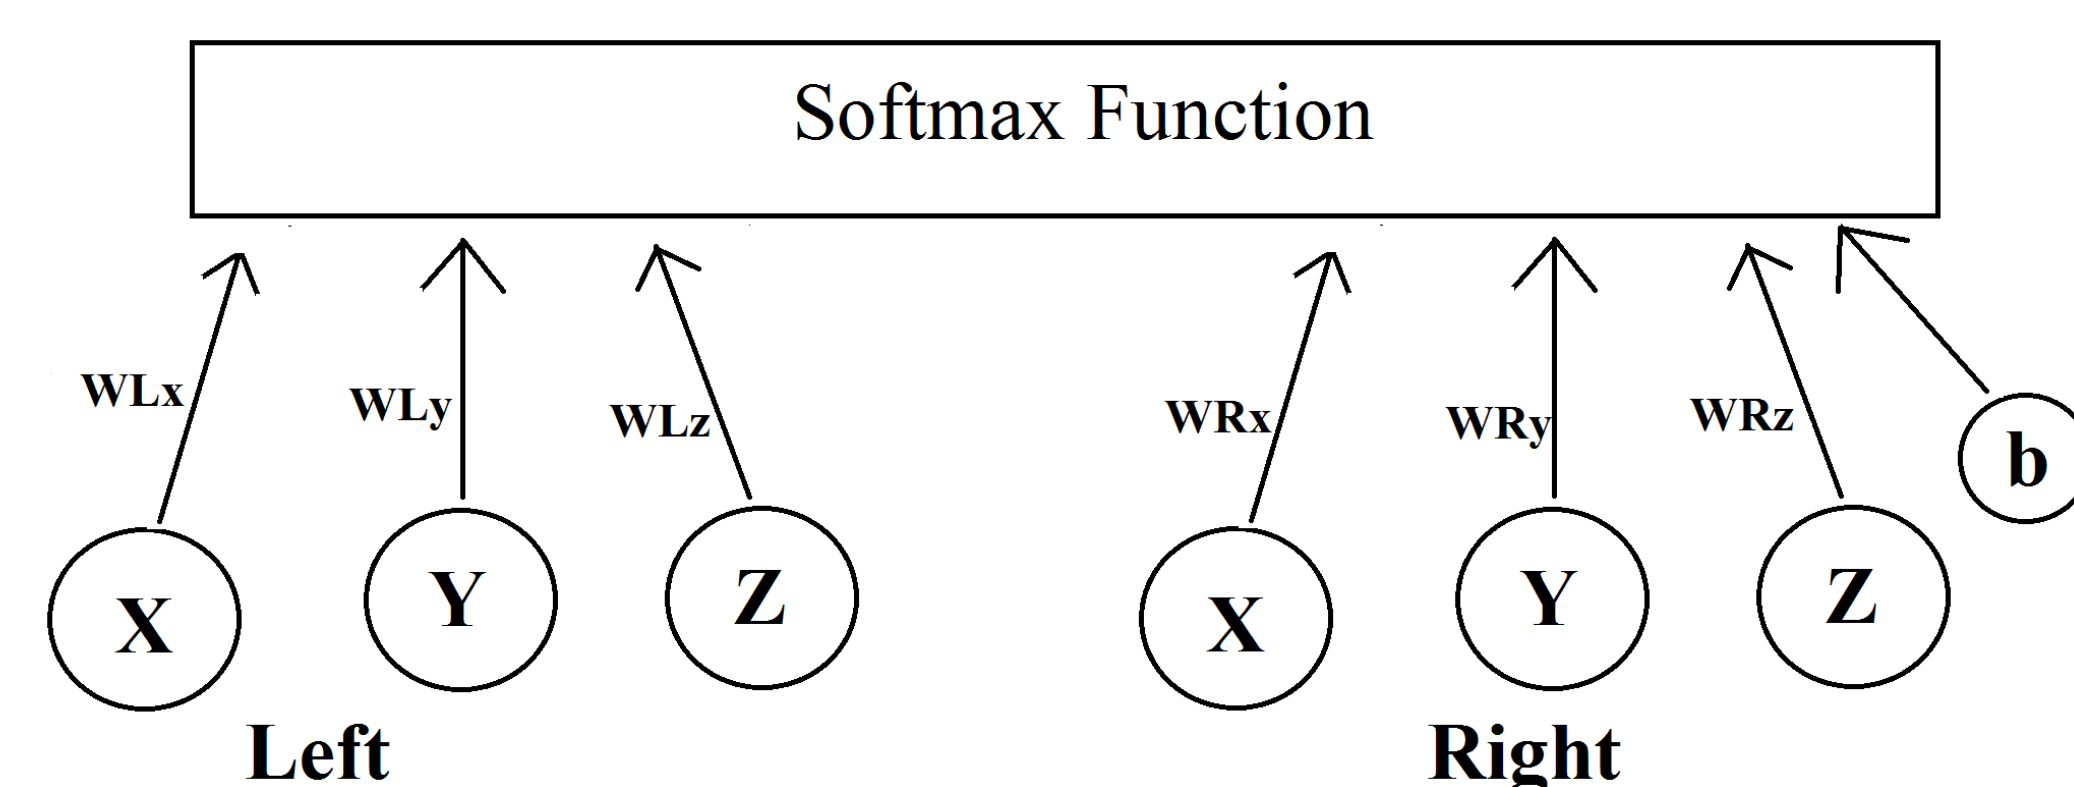 Softmax Function
WLx WLy WLz WRx WRy WRz
b
X Y Z X Y Z
Left Right